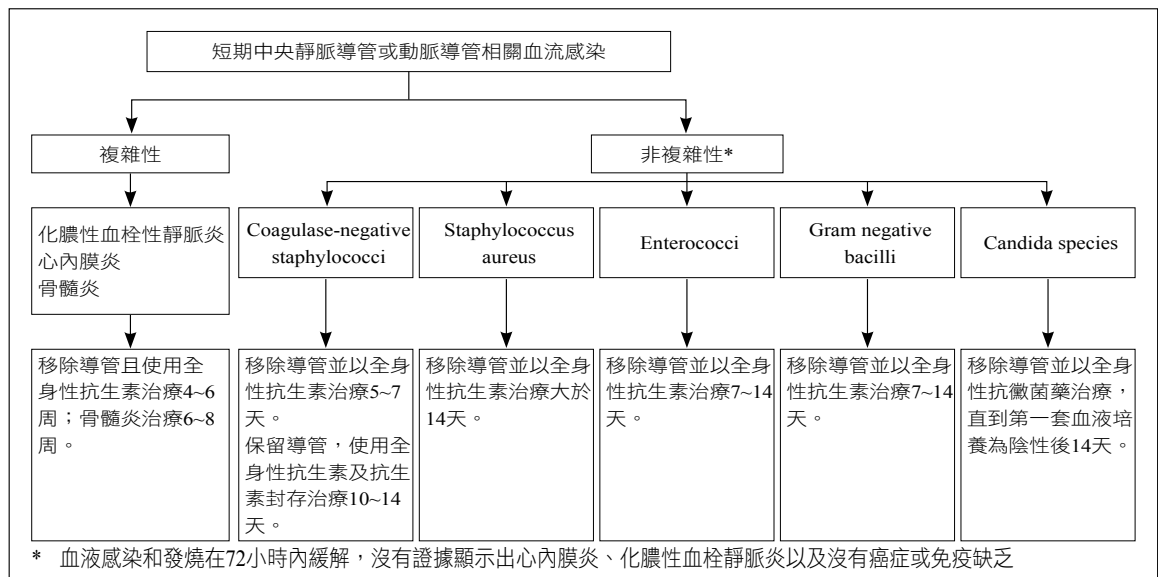 短期中央靜脈導管或動脈導管相關血流感染
複雜性
非複雜性*
化膿性血栓性靜脈炎
心內膜炎
骨髓炎
Coagulase-negative
staphylococci
Staphylococcus
aureus
Enterococci
Gram negative
bacilli
Candida species
移除導管且使用全
身性抗生素治療4~6
周；骨髓炎治療6~8
周。
移除導管並以全身
性抗生素治療5~7
天。
保留導管，使用全
身性抗生素及抗生
素封存治療10~14
天。
移除導管並以全身
性抗生素治療大於
14天。
移除導管並以全身
性抗生素治療7~14
天。
移除導管並以全身
性抗生素治療7~14
天。
移除導管並以全身
性抗黴菌藥治療，
直到第一套血液培
養為陰性後14天。
* 血液感染和發燒在72小時內緩解，沒有證據顯示出心內膜炎、化膿性血栓靜脈炎以及沒有癌症或免疫缺乏